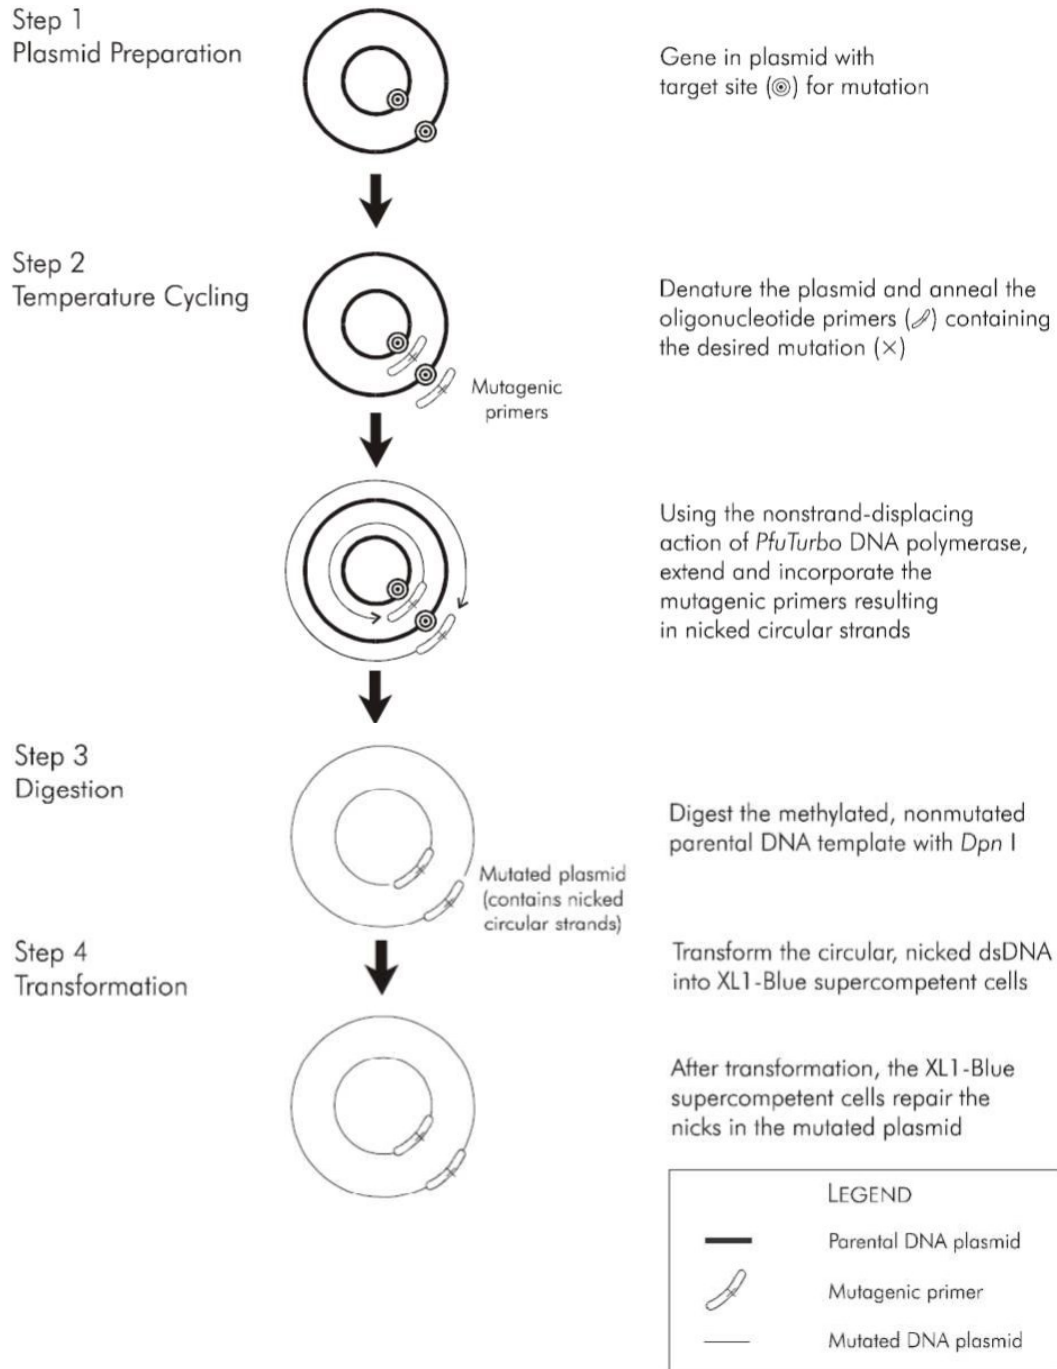 Step 1
Plasmid Preparation
Gene in plasmid with
target site (⊚) for mutation
Step 2
Temperature Cycling
Denature the plasmid and anneal the
oligonucleotide primers ( ) containing
the desired mutation (×)
Mutagenic
primers
Using the nonstrand-displacing
action of PfuTurbo DNA polymerase,
extend and incorporate the
mutagenic primers resulting
in nicked circular strands
Step 3
Digestion
Digest the methylated, nonmutated
parental DNA template with Dpn I
Mutated plasmid
(contains nicked
circular strands)
Step 4
Transformation
Transform the circular, nicked dsDNA
into XL1-Blue supercompetent cells
After transformation, the XL1-Blue
supercompetent cells repair the
nicks in the mutated plasmid
LEGEND
Parental DNA plasmid
Mutagenic primer
Mutated DNA plasmid